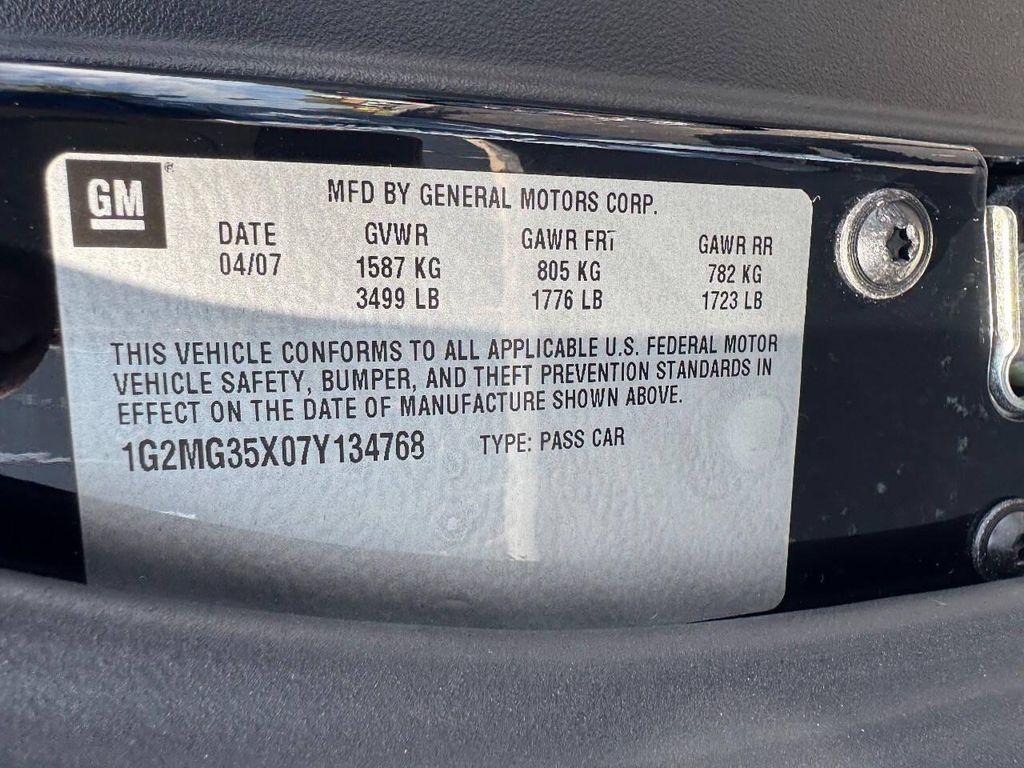 GM
MFD BY GENERAL MOTORS CORP.
DATE GVWR GAWR FRT GAWR RR
04/07 1587 KG 805 KG 782 KG
3499 LB 1776 LB 1723 LB
THIS VEHICLE CONFORMS TO ALL APPLICABLE U.S. FEDERAL MOTOR
VEHICLE SAFETY, BUMPER, AND THEFT PREVENTION STANDARDS IN
EFFECT ON THE DATE OF MANUFACTURE SHOWN ABOVE.
1G2MG35X07Y134768 TYPE: PASS CAR